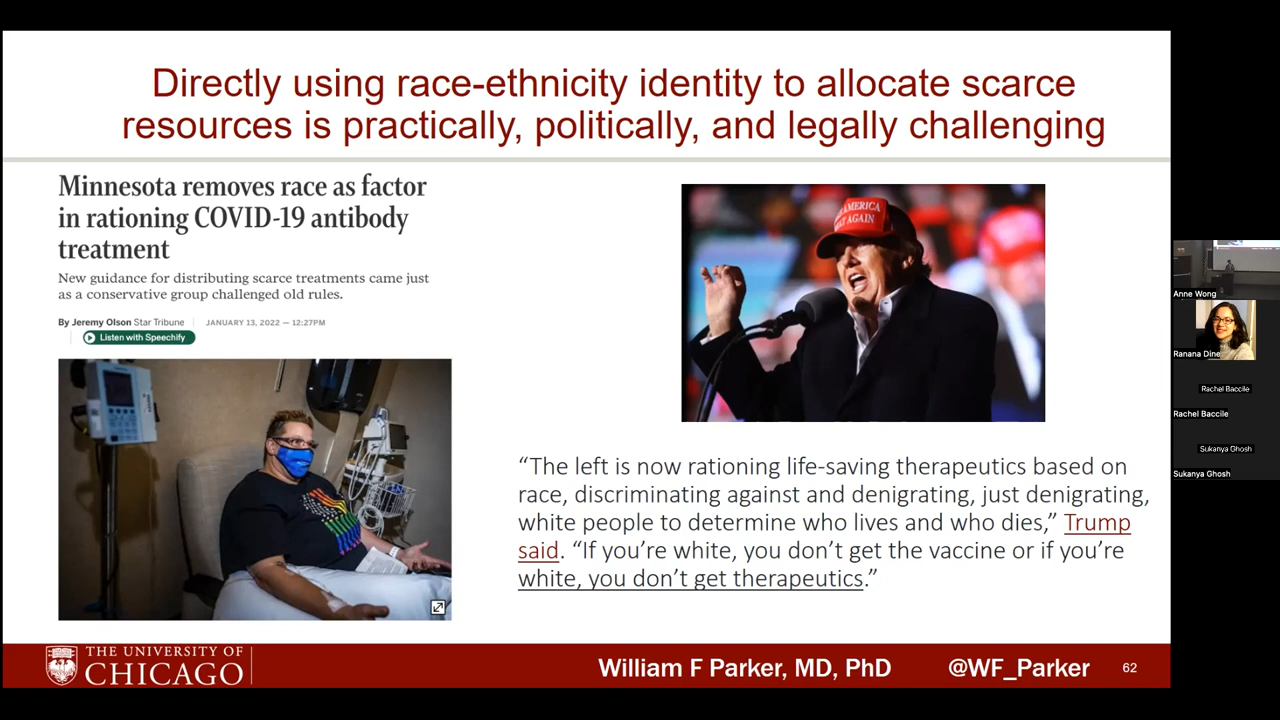 Directly using race-ethnicity identity to allocate scarce
resources is practically, politically, and legally challenging
Minnesota removes race as factor
in rationing COVID-19 antibody
treatment
New guidance for distributing scarce treatments came just
as a conservative group challenged old rules.
By Jeremy Olson Star Tribune JANUARY 13, 2022 — 12:27PM
Listen with Speechify
AMERICA
AGAIN
“The left is now rationing life-saving therapeutics based on
race, discriminating against and denigrating, just denigrating,
white people to determine who lives and who dies,” Trump
said. “If you’re white, you don’t get the vaccine or if you’re
white, you don’t get therapeutics.”
THE UNIVERSITY OF
CHICAGO
William F Parker, MD, PhD @WF_Parker 62
Anne Wong
Ranana Dine
Rachel Baccile
Rachel Baccile
Sukanya Ghosh
Sukanya Ghosh